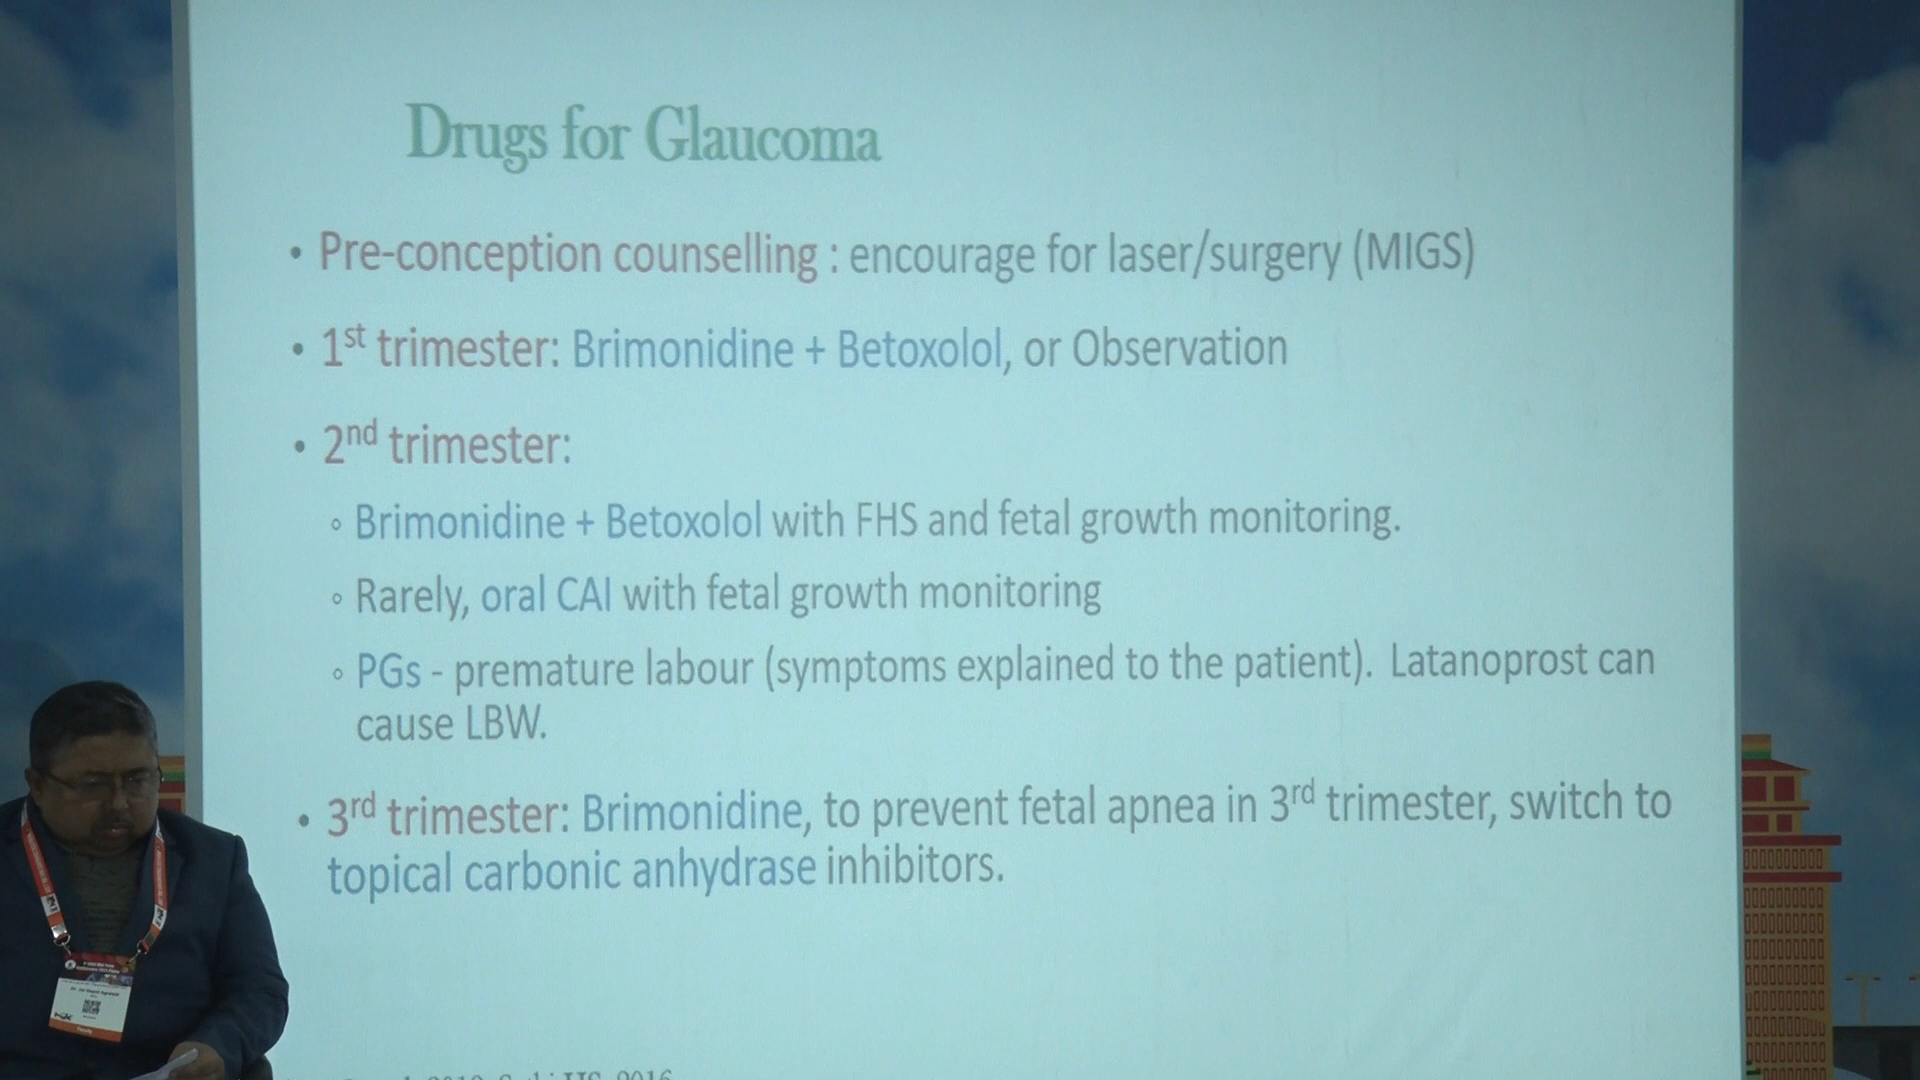 Drugs for Glaucoma
• Pre-conception counselling : encourage for laser/surgery (MIGS)
• 1st trimester: Brimonidine + Betoxolol, or Observation
• 2nd trimester:
◦ Brimonidine + Betoxolol with FHS and fetal growth monitoring.
◦ Rarely, oral CAI with fetal growth monitoring
◦ PGs - premature labour (symptoms explained to the patient). Latanoprost can
cause LBW.
• 3rd trimester: Brimonidine, to prevent fetal apnea in 3rd trimester, switch to
topical carbonic anhydrase inhibitors.